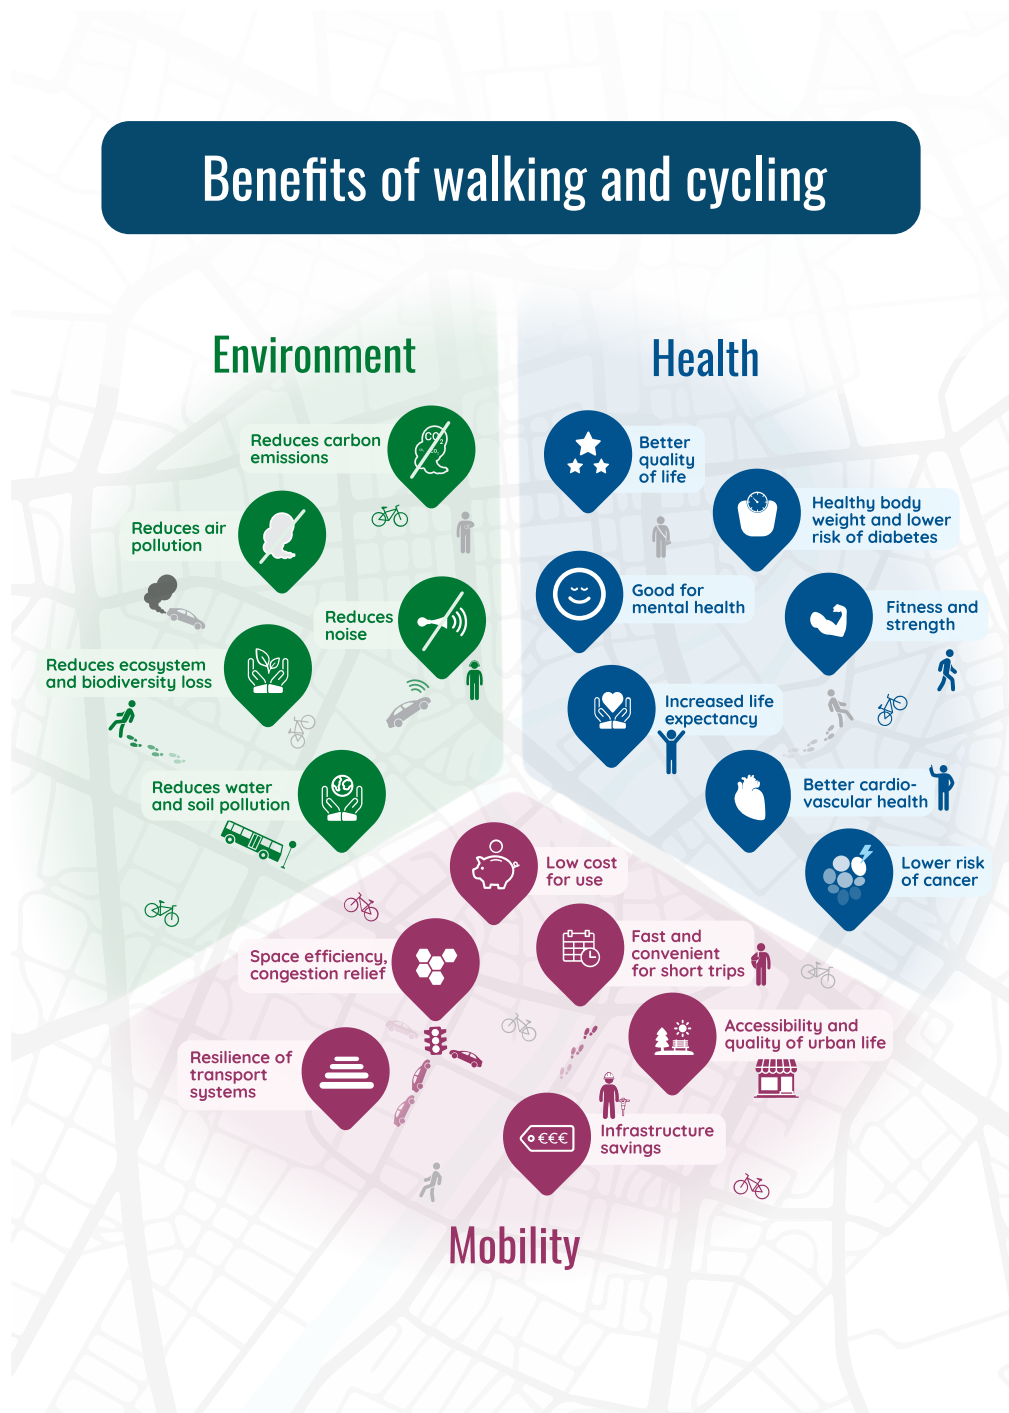 Benefits of walking and cycling
Environment
Reduces carbon
emissions
CO2
Reduces air
pollution
Reduces
noise
Reduces ecosystem
and biodiversity loss
Reduces water
and soil pollution
Health
Better
quality
of life
Healthy body
weight and lower
risk of diabetes
Good for
mental health
Fitness and
strength
Increased life
expectancy
Better cardio-
vascular health
Lower risk
of cancer
Low cost
for use
Fast and
convenient
for short trips
Space efficiency,
congestion relief
Accessibility and
quality of urban life
Resilience of
transport
systems
€€€
Infrastructure
savings
Mobility